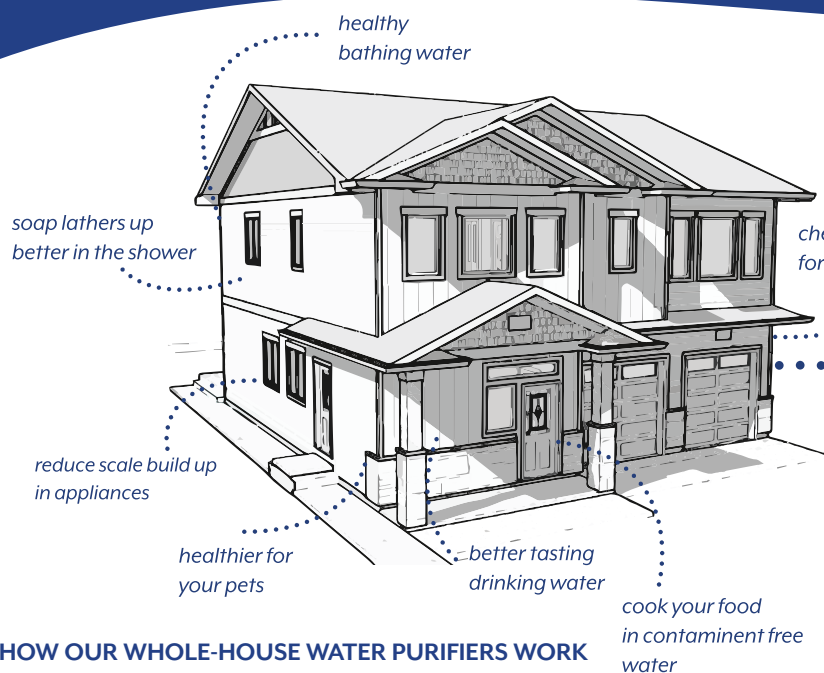 healthy
bathing water
soap lathers up
better in the shower
for
reduce scale build up
in appliances
healthier for
your pets
better tasting
drinking water
cook your food
in contaminent free
water
HOW OUR WHOLE-HOUSE WATER PURIFIERS WORK